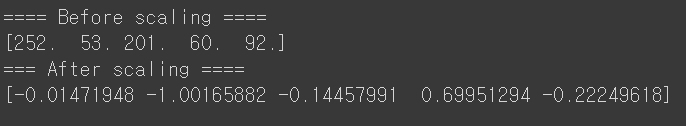 ==== Before scaling ====
[252.  53. 201.  60.  92.]
=== After scaling ====
[-0.01471948 -1.00165882 -0.14457991  0.69951294 -0.22249618]